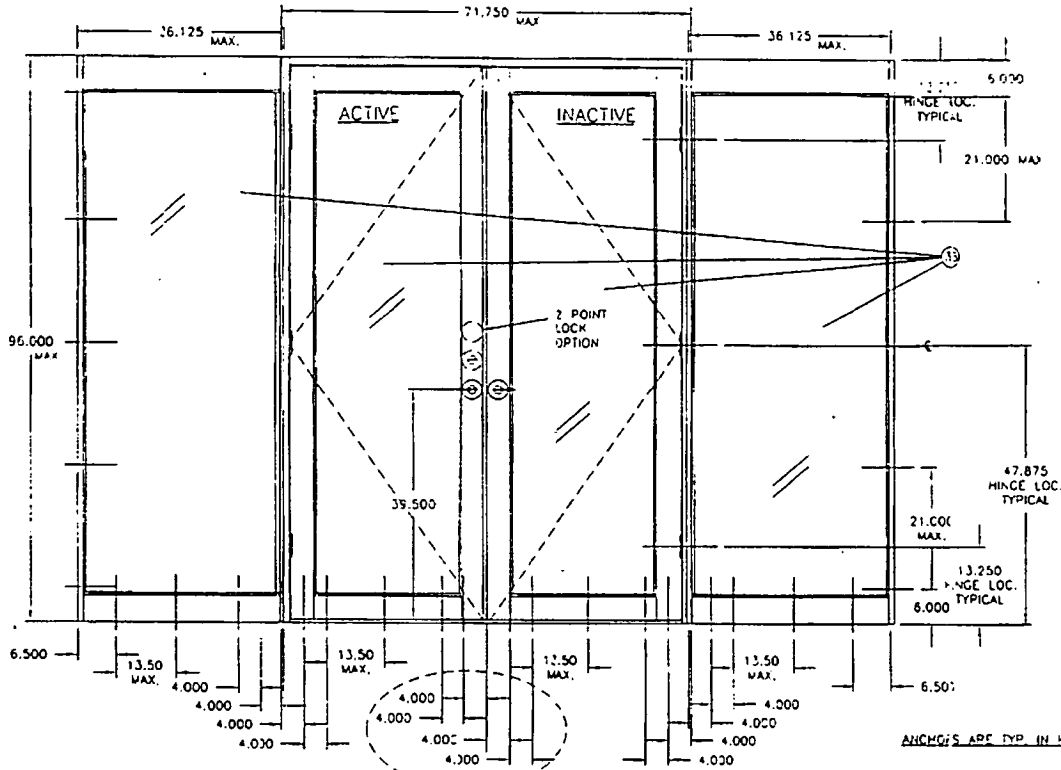 71.750
MAX
36.125
MAX.
36.125
MAX.
6.000
HINGE LOC.
TYPICAL
21.000 MAX
ACTIVE
INACTIVE
2 POINT
LOCK
OPTION
96.000
MAX
39.500
47.875
HINGE LOC.
TYPICAL
21.000
MAX.
13.250
HINGE LOC.
TYPICAL
6.000
6.500
13.50
MAX.
4.000
4.000
4.000
4.000
13.50
MAX.
4.000
4.000
4.000
4.000
13.50
MAX.
13.50
MAX.
4.000
4.000
4.000
4.000
6.50
ANCHORS ARE TYP. IN